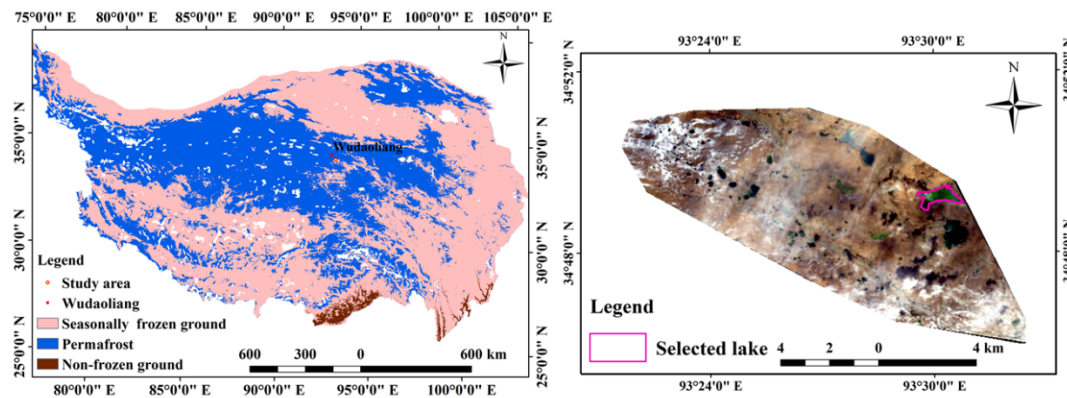 75°0'0" E 80°0'0" E 85°0'0" E 90°0'0" E 95°0'0" E 100°0'0" E 105°0'0" E
N
35°0'0" N
30°0'0" N
25°0'0" N
35°0'0" N
30°0'0" N
25°0'0" N
Wudaoliang
Legend
Study area
Wudaoliang
Seasonally frozen ground
Permafrost
Non-frozen ground
600 300 0 600 km
80°0'0" E 85°0'0" E 90°0'0" E 95°0'0" E 100°0'0" E
93°24'0" E 93°30'0" E
N
34°52'0" N
34°48'0" N
Legend
Selected lake
4 2 0 4 km
93°24'0" E 93°30'0" E